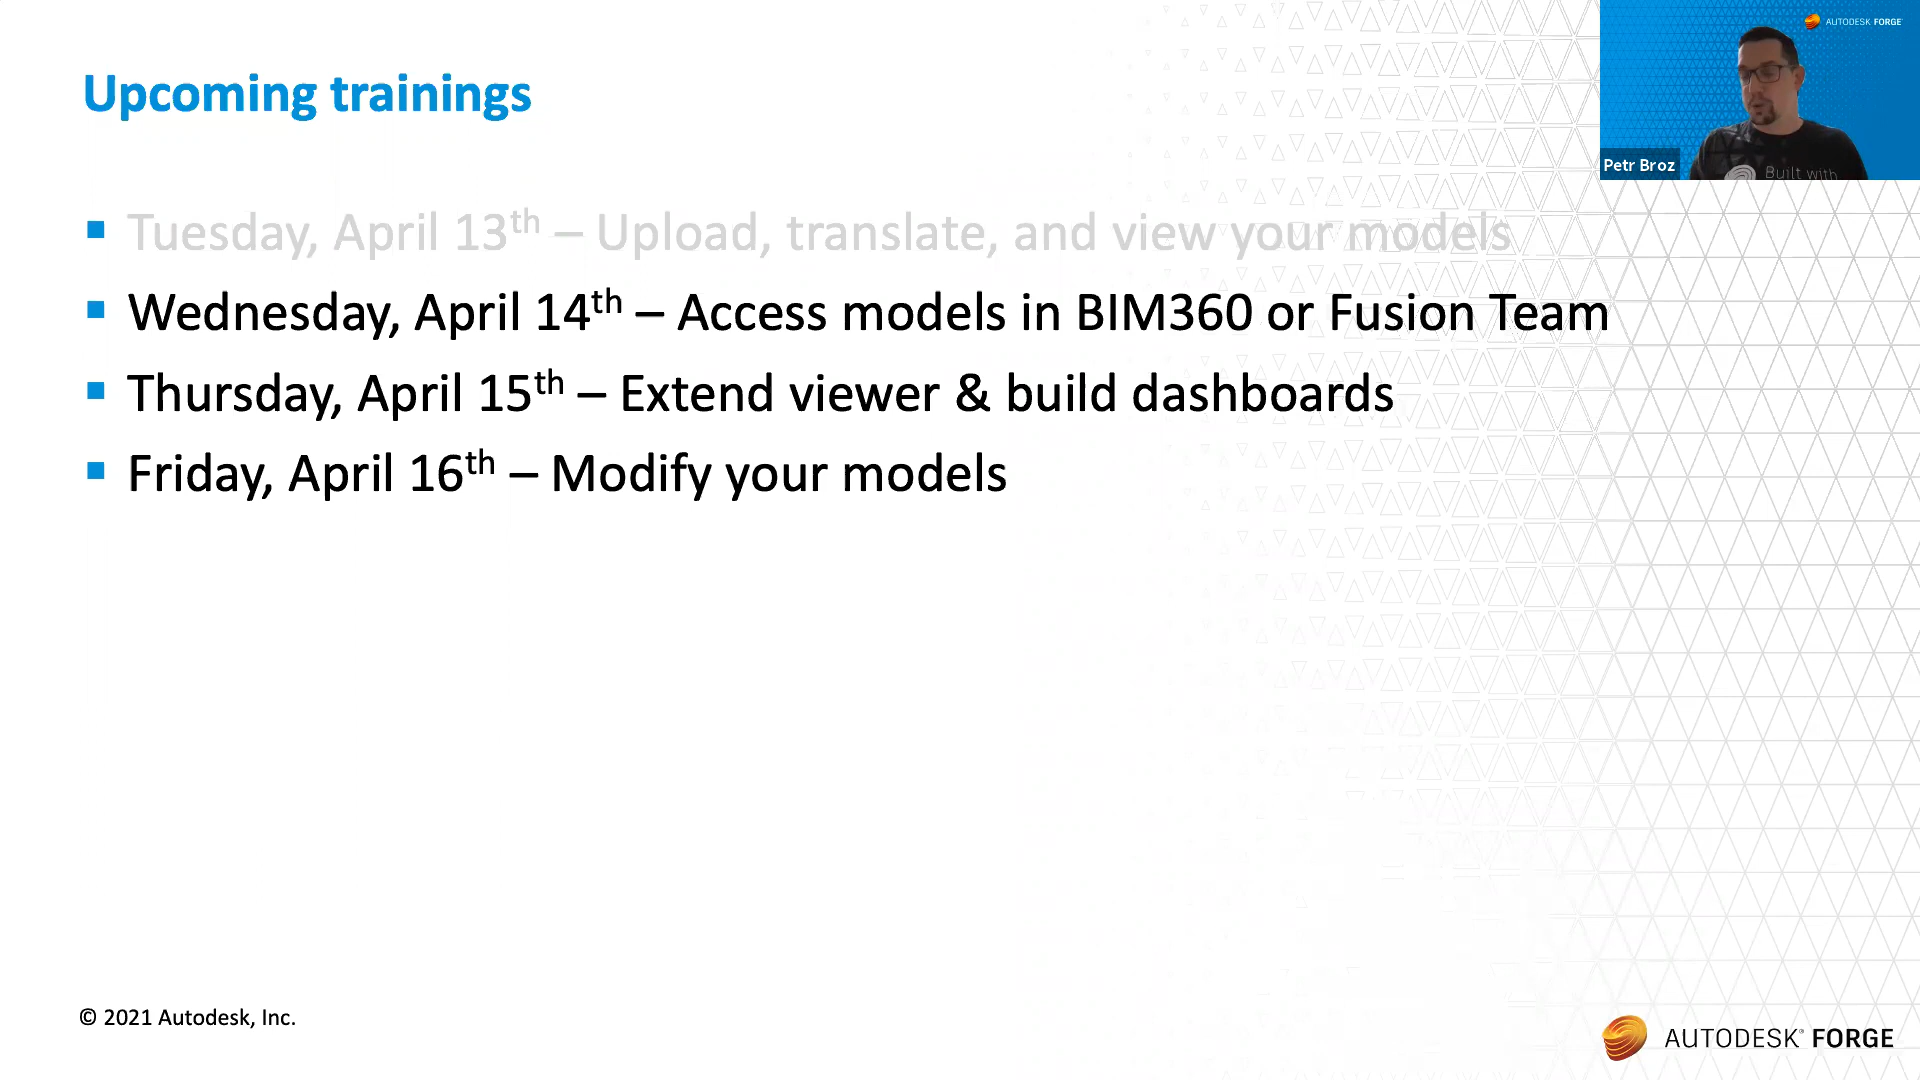 Upcoming trainings
AUTODESK FORGE
Petr Broz
Built with
Tuesday, April 13th – Upload, translate, and view your models
Wednesday, April 14th – Access models in BIM360 or Fusion Team
Thursday, April 15th – Extend viewer & build dashboards
Friday, April 16th – Modify your models
© 2021 Autodesk, Inc.
AUTODESK® FORGE